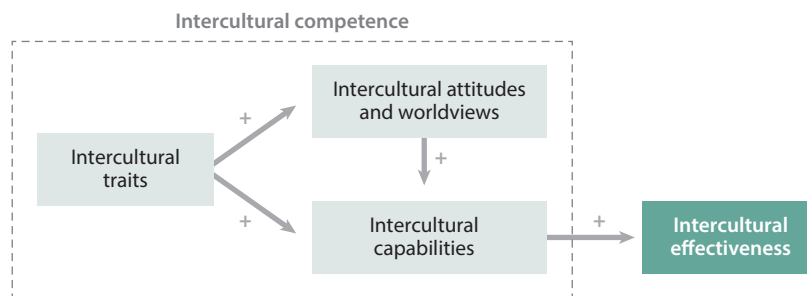 Intercultural competence
Intercultural attitudes
and worldviews
+
+
Intercultural
traits
+
Intercultural
capabilities
+
Intercultural
effectiveness